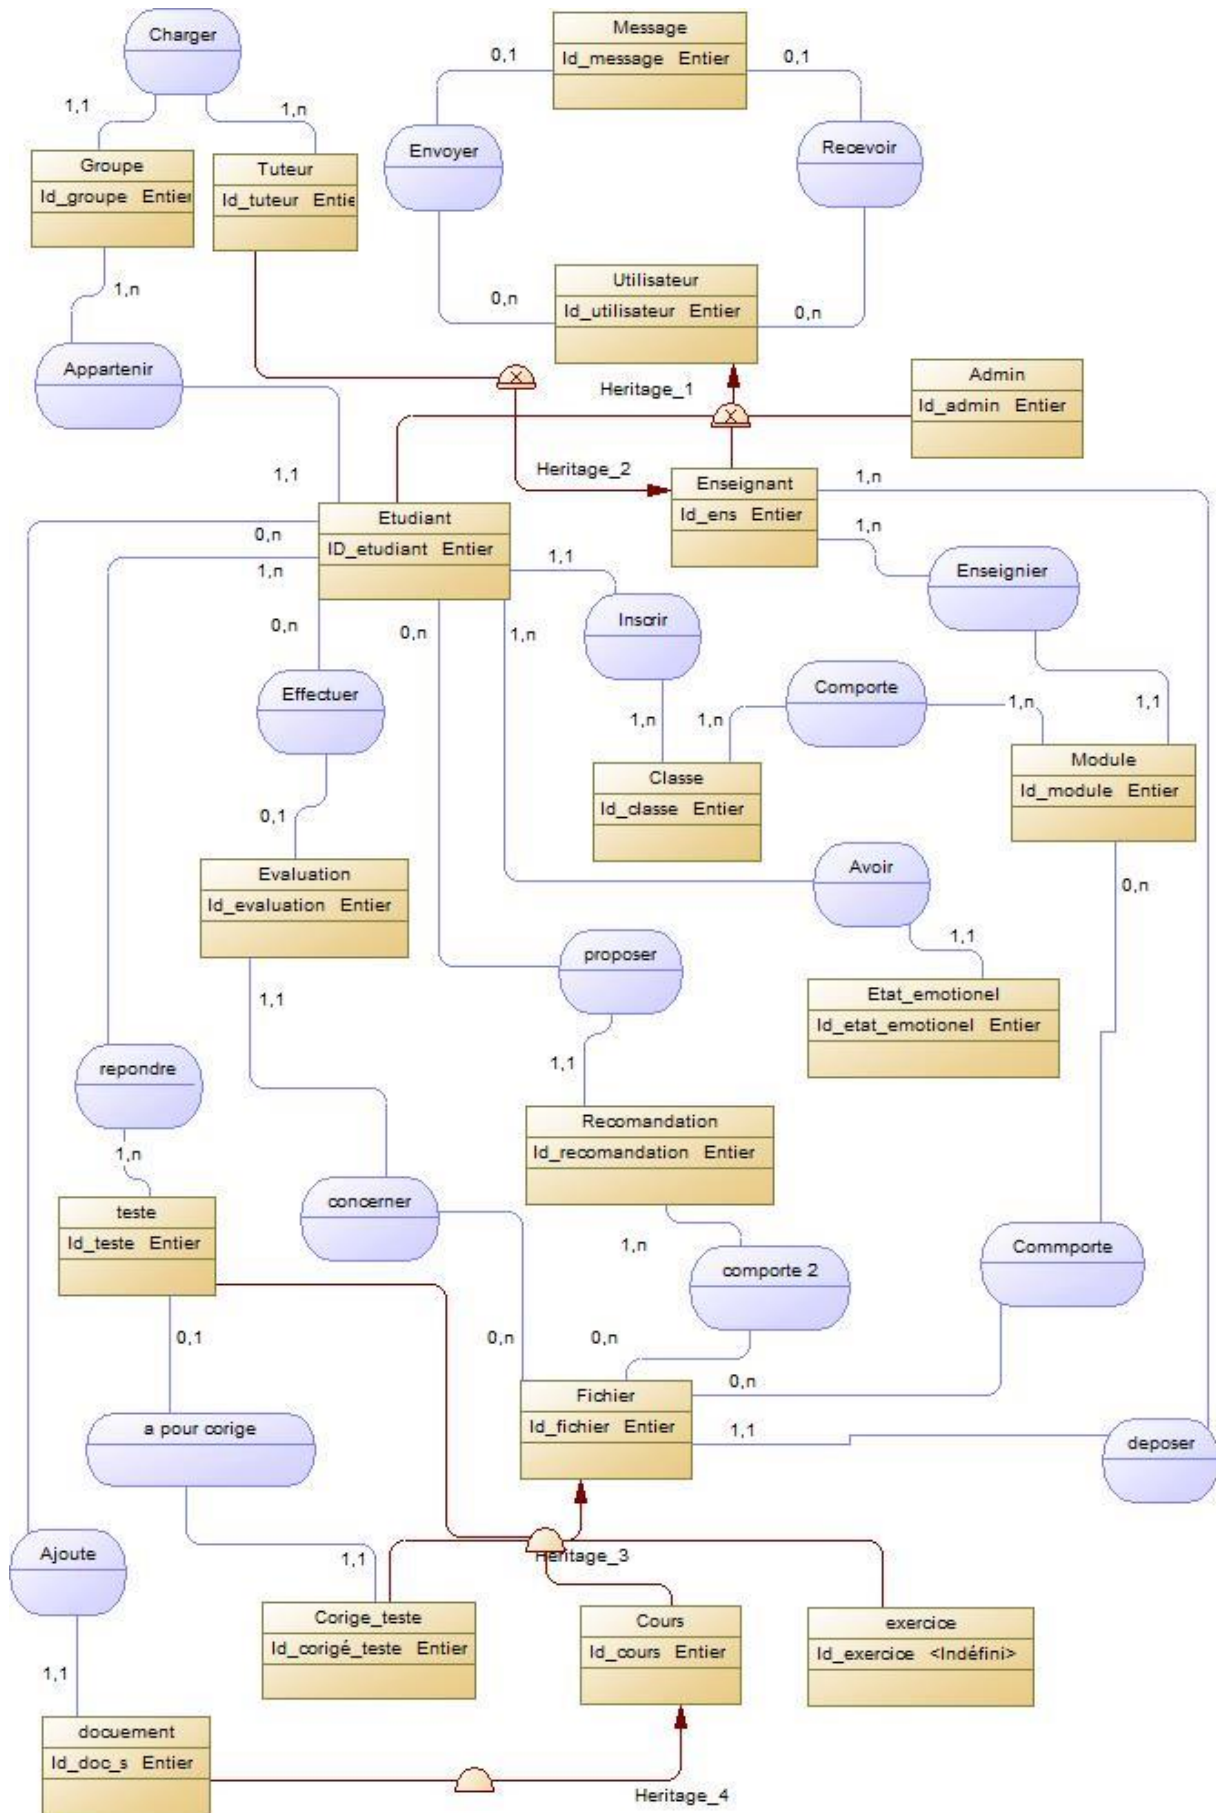 Charger
Message
Id_message Entier
0,1
0,1
1,1
1,n
Envoyer
Recevoir
Groupe
Id_groupe Entier
Tuteur
Id_tuteur Entie
1,n
Utilisateur
Id_utilisateur Entier
0,n
0,n
Appartenir
Heritage_1
Admin
Id_admin Entier
1,1
Heritage_2
Enseignant
Id_ens Entier
1,n
1,n
Etudiant
ID_etudiant Entier
0,n
1,n
0,n
0,n
1,n
1,1
Inscrir
Enseignier
Effectuer
Comporte
1,n
1,n
1,n
1,1
Classe
Id_classe Entier
Module
Id_module Entier
0,1
Evaluation
Id_evaluation Entier
Avoir
0,n
1,1
proposer
1,1
Etat_emotionel
Id_etat_emotionel Entier
repondre
1,1
Recomandation
Id_recomandation Entier
1,n
teste
Id_teste Entier
concerner
1,n
comporte 2
Commporte
0,1
0,n
0,n
0,n
Fichier
Id_fichier Entier
1,1
a pour corige
deposer
Ajoute
1,1
Heritage_3
Corige_teste
Id_corigé_teste Entier
Cours
Id_cours Entier
exercice
Id_exercice <Indéfini>
1,1
docuement
Id_doc_s Entier
Heritage_4